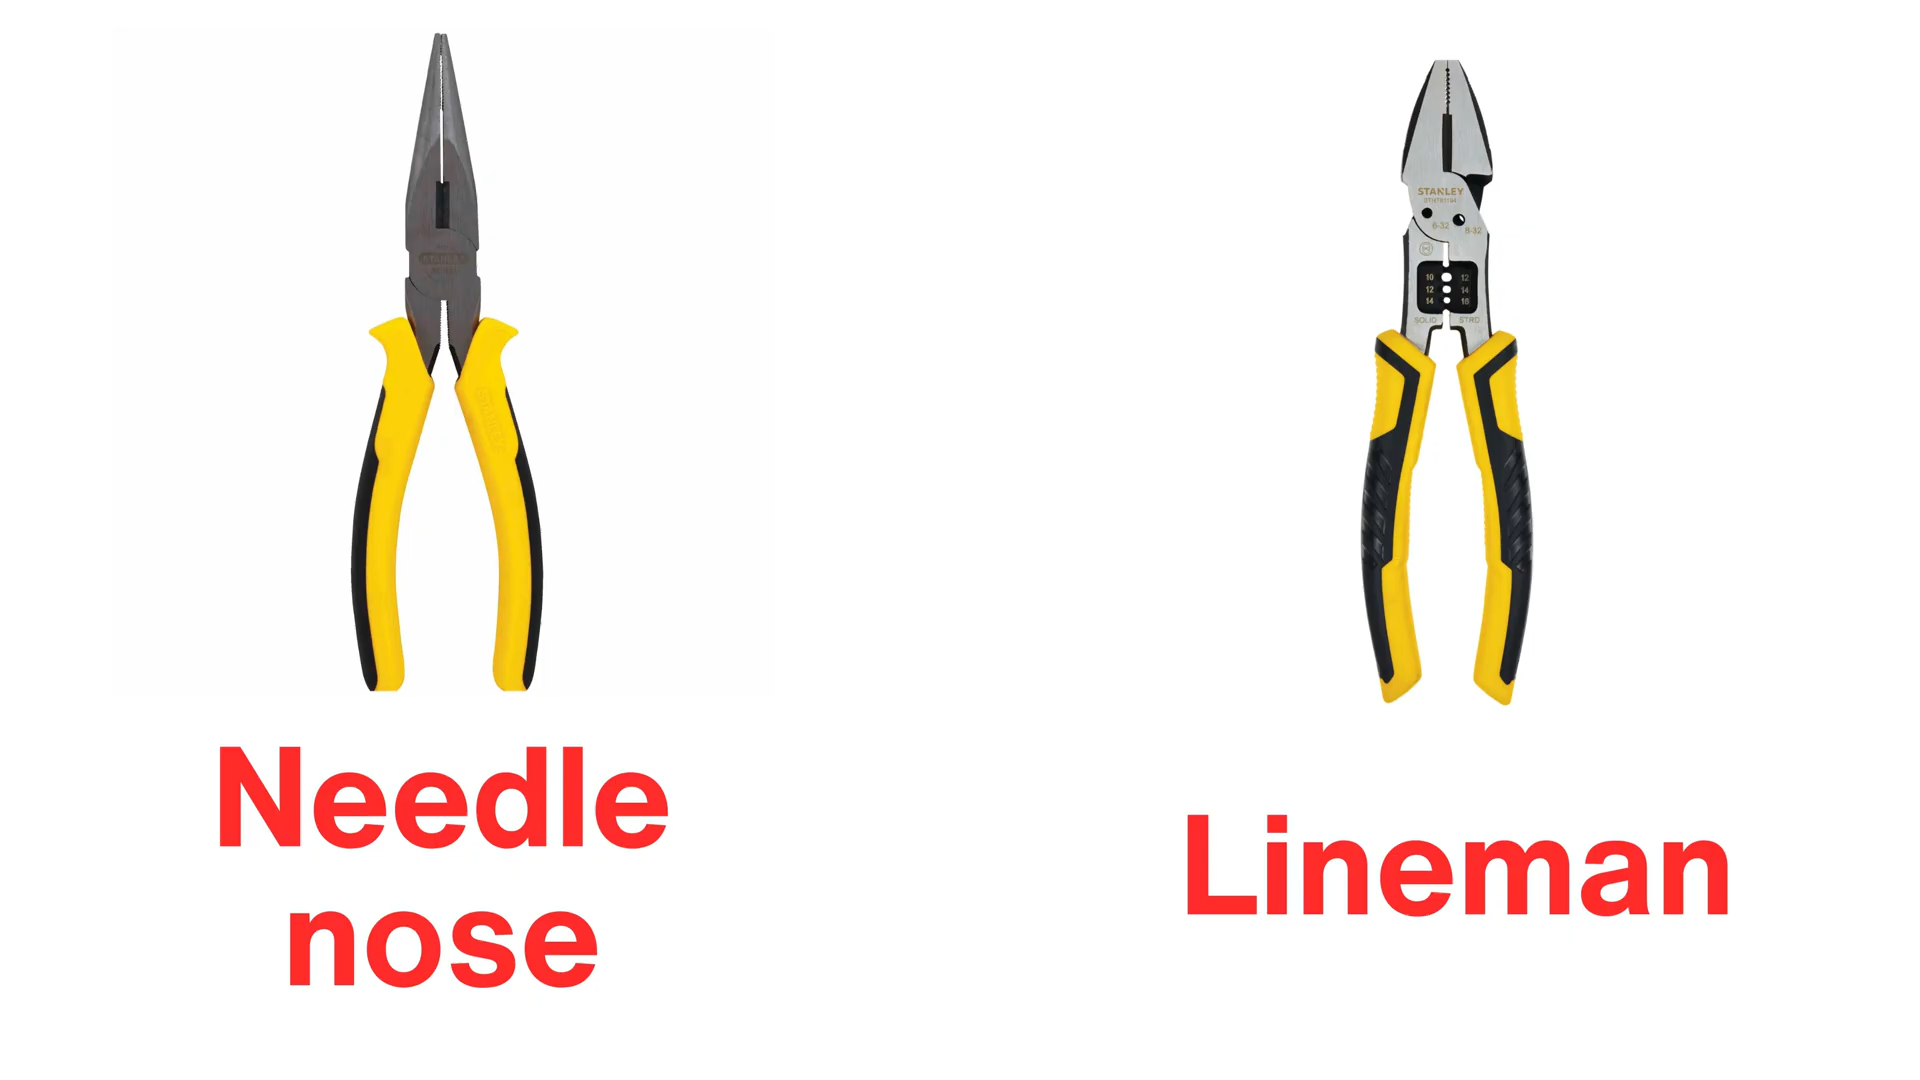 STANLEY
6-32
8-32
10 12
12 14
14 16
SOLID STRD
Needle
nose
Lineman